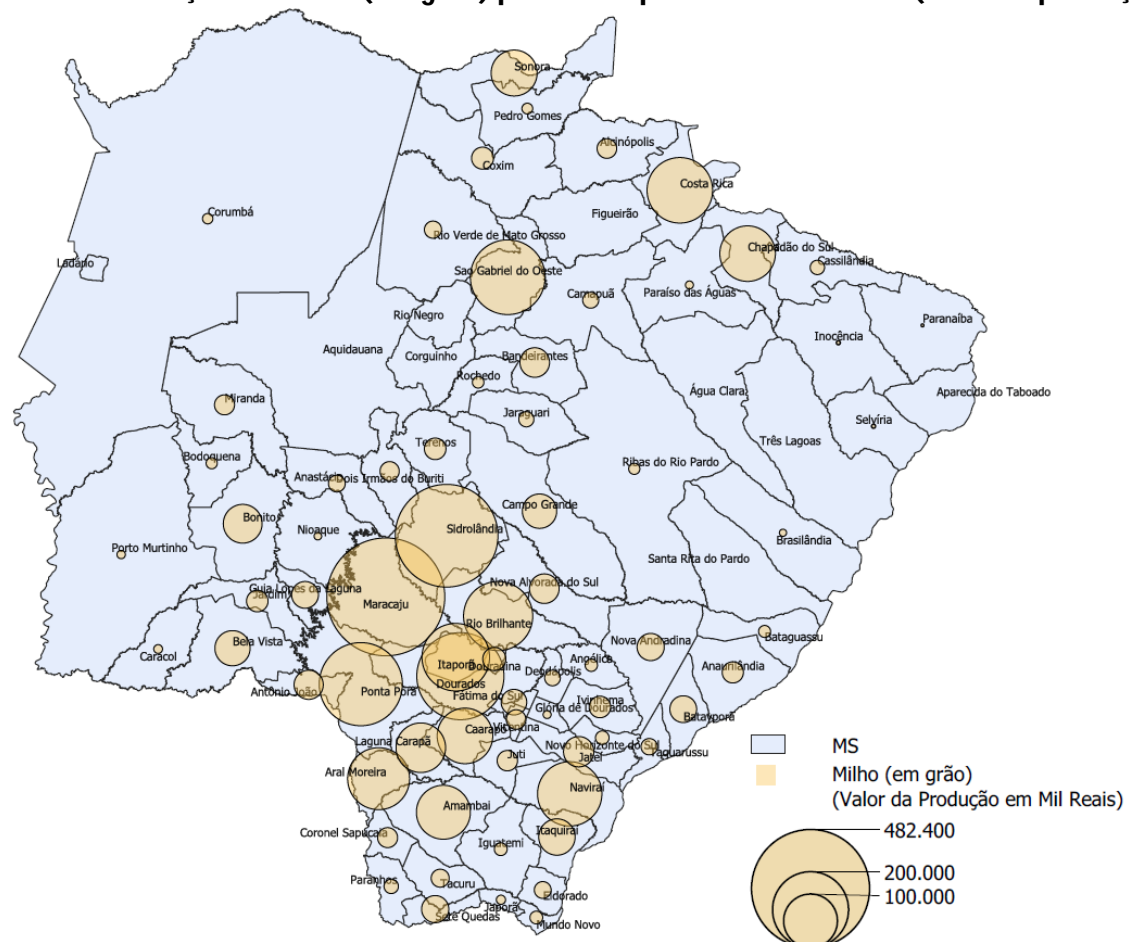 Sonora
Pedro Gomes
Alcinópolis
Coxim
Costa Rica
Corumbá
Figueirão
Rio Verde de Mato Grosso
Chapadão do Sul
Ladário
Cassilândia
Sao Gabriel do Oeste
Camapuã
Paraíso das Águas
Rio Negro
Paranaíba
Inocência
Aquidauana
Corguinho
Bandeirantes
Rochedo
Água Clara
Aparecida do Taboado
Miranda
Jaraguari
Selvíria
Três Lagoas
Terenos
Bodoquena
Ribas do Rio Pardo
Anastácio
Dois Irmãos do Buriti
Campo Grande
Bonito
Sidrolândia
Nioaque
Brasilândia
Porto Murtinho
Santa Rita do Pardo
Nova Alvorada do Sul
Guia Lopes da Laguna
Jardim
Maracaju
Rio Brilhante
Bela Vista
Nova Andradina
Bataguassu
Caracol
Itaporã
Douradina
Angélica
Deodápolis
Anaurilândia
Antônio João
Ponta Porã
Dourados
Fátima do Sul
Ivinhema
Glória de Dourados
Batayporã
Vicentina
Caarapó
Laguna Carapã
Novo Horizonte do Sul
Taquarussu
Juti
Jateí
Aral Moreira
Naviraí
Amambai
Coronel Sapucaia
Itaquiraí
Iguatemi
Paranhos
Tacuru
Eldorado
Japorã
Sete Quedas
Mundo Novo
MS
Milho (em grão)
(Valor da Produção em Mil Reais)
482.400
200.000
100.000